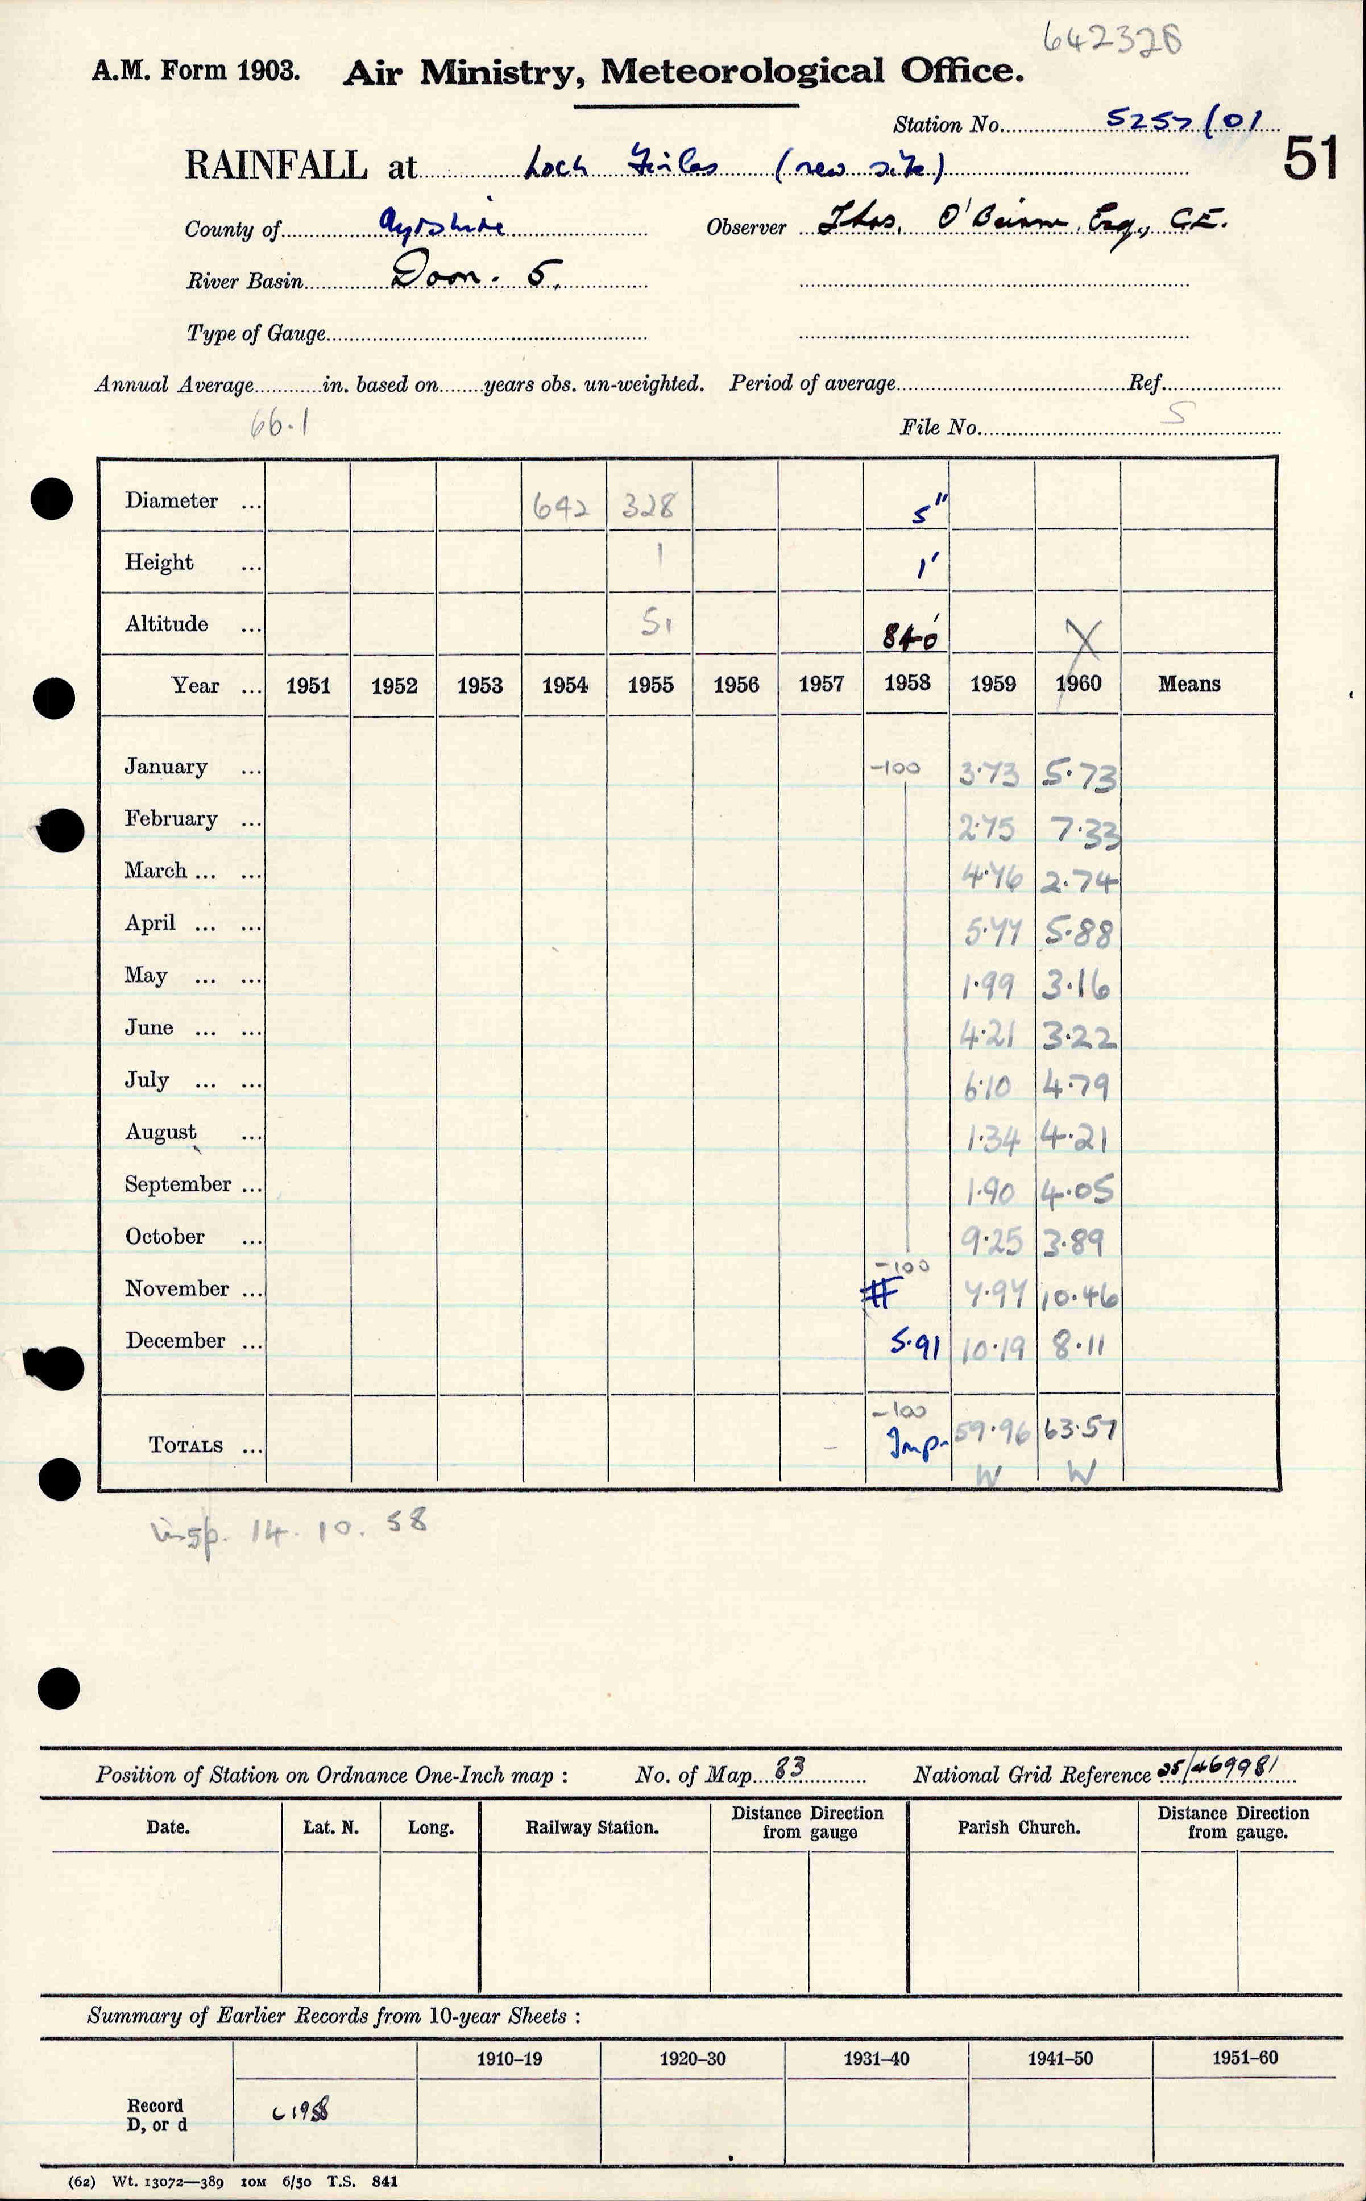 642328
A.M. Form 1903. Air Ministry, Meteorological Office.
Station No. 5257/01
51
RAINFALL at Loch Finlas (new site)
County of Ayrshire Observer Thos. O'Beirne, Esq., C.E.
River Basin Doon. 5.
Type of Gauge
Annual Average in. based on years obs. un-weighted. Period of average Ref.
66.1 File No. 5
Diameter ... 642 328 5"
Height ... 1 1'
Altitude ... 51 840' X
Year ... 1951 1952 1953 1954 1955 1956 1957 1958 1959 1960 Means
January ... -100 3.73 5.73
February ... 2.75 7.33
March ... ... 4.76 2.74
April ... ... 5.77 5.88
May ... ... 1.99 3.16
June ... ... 4.21 3.22
July ... ... 6.10 4.79
August ... 1.34 4.21
September ... 1.90 4.05
October ... 9.25 3.89
-100
November ... # 7.97 10.46
December ... 5.91 10.19 8.11
-100
TOTALS ... Imp. 59.96 63.57
W W
insp. 14.10.58
Position of Station on Ordnance One-Inch map : No. of Map 83 National Grid Reference 25/469981
Date. Lat. N. Long. Railway Station. Distance Direction from gauge Parish Church. Distance Direction from gauge.
Summary of Earlier Records from 10-year Sheets :
1910–19 1920–30 1931–40 1941–50 1951–60
Record
D, or d
c 1958
(62) Wt. 13072—389 10M 6/50 T.S. 841